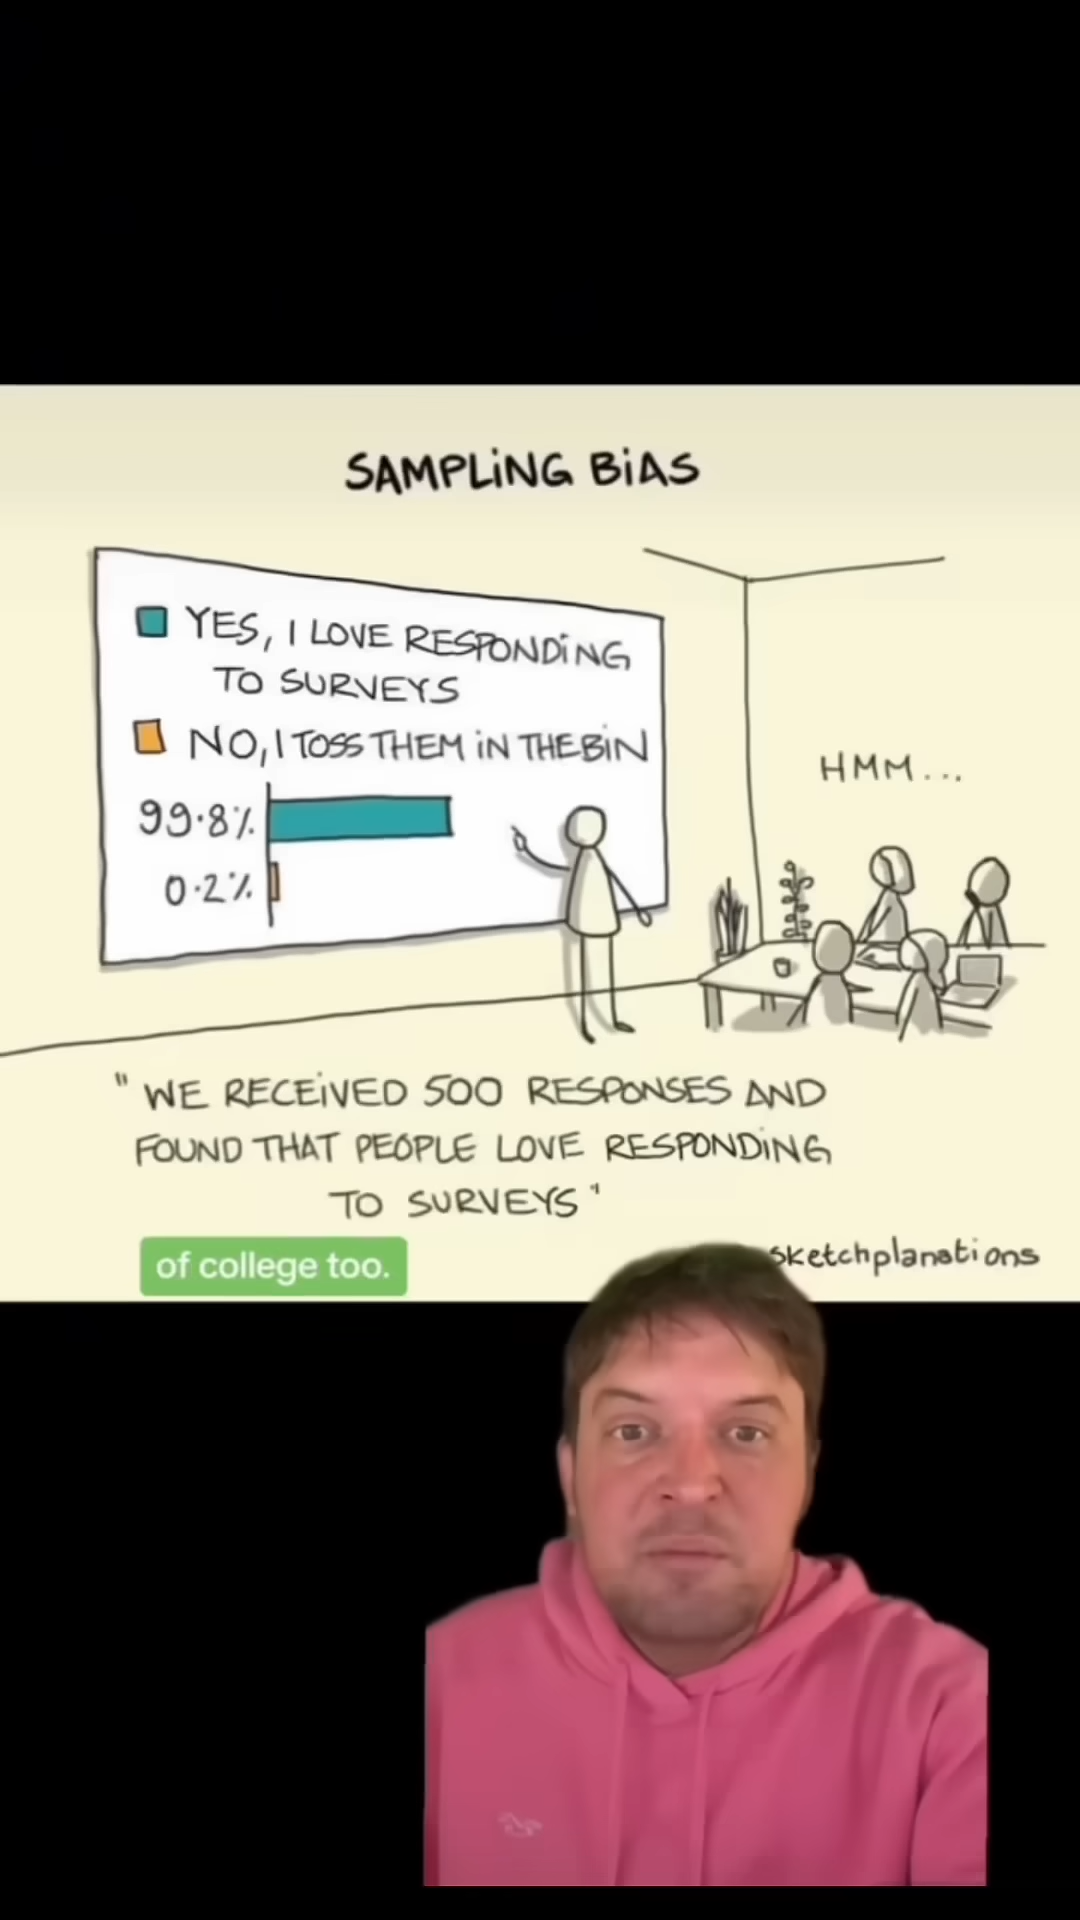 SAMPLING BIAS
YES, I LOVE RESPONDING
TO SURVEYS
NO, I TOSS THEM IN THE BIN
99.8%
0.2%
HMM...
"WE RECEIVED 500 RESPONSES AND
FOUND THAT PEOPLE LOVE RESPONDING
TO SURVEYS"
of college too.
sketchplanations